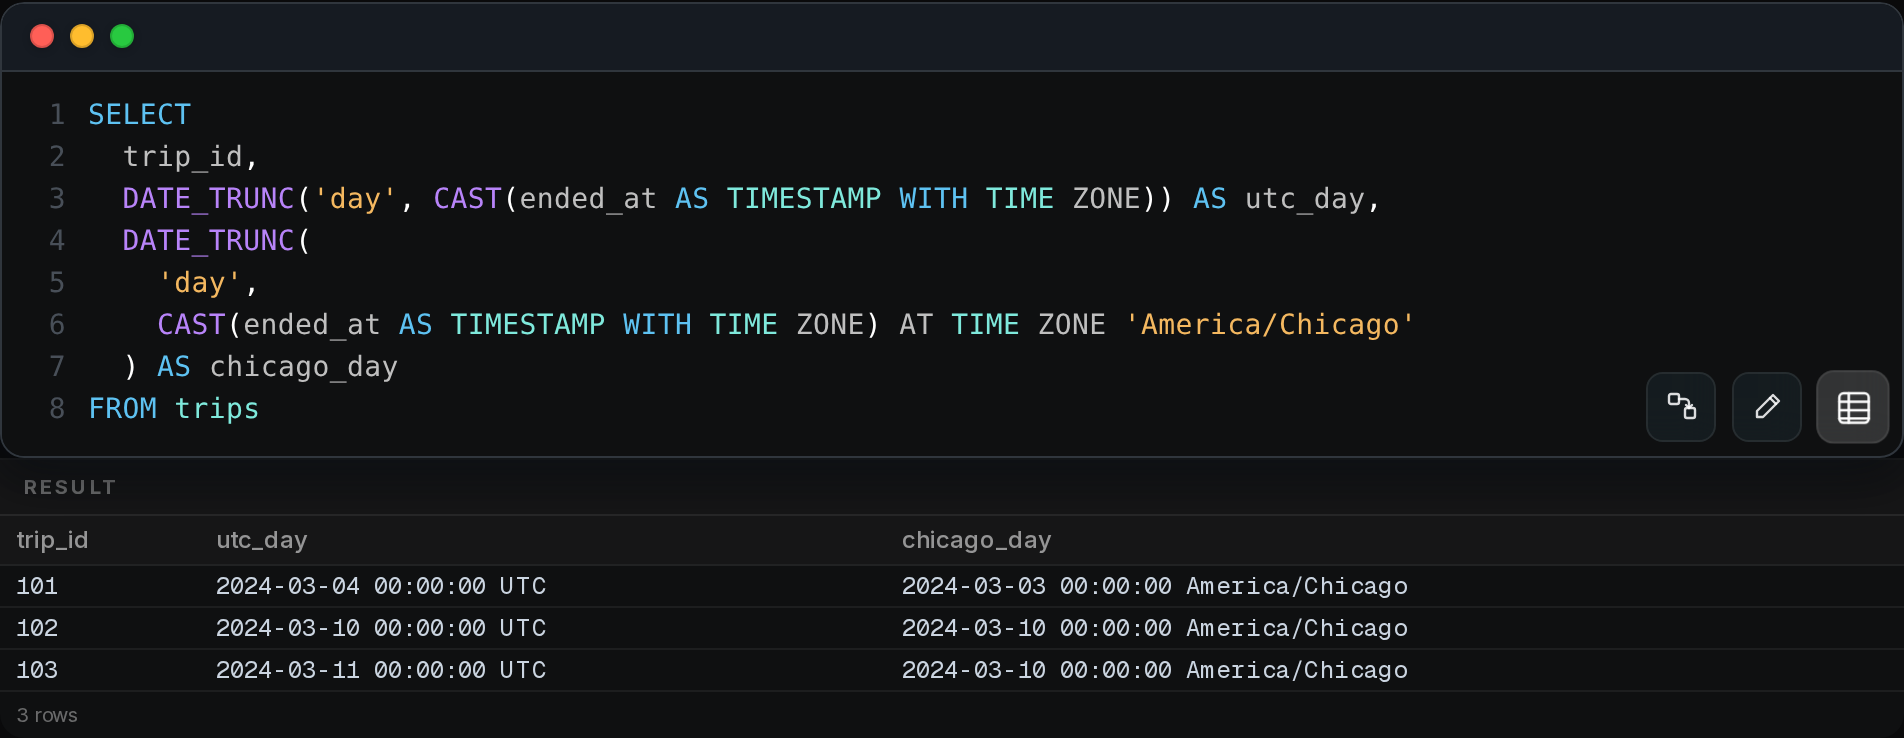 1 SELECT
2   trip_id,
3   DATE_TRUNC('day', CAST(ended_at AS TIMESTAMP WITH TIME ZONE)) AS utc_day,
4   DATE_TRUNC(
5     'day',
6     CAST(ended_at AS TIMESTAMP WITH TIME ZONE) AT TIME ZONE 'America/Chicago'
7   ) AS chicago_day
8 FROM trips
RESULT
trip_id utc_day chicago_day
101 2024-03-04 00:00:00 UTC 2024-03-03 00:00:00 America/Chicago
102 2024-03-10 00:00:00 UTC 2024-03-10 00:00:00 America/Chicago
103 2024-03-11 00:00:00 UTC 2024-03-10 00:00:00 America/Chicago
3 rows